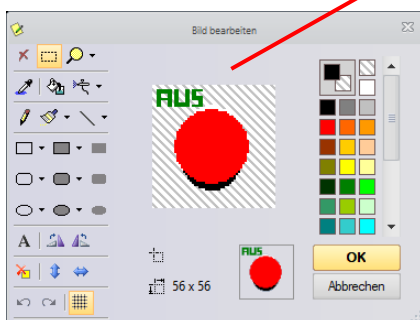 Bild bearbeiten
AUS
A
56 x 56
AUS
OK
Abbrechen